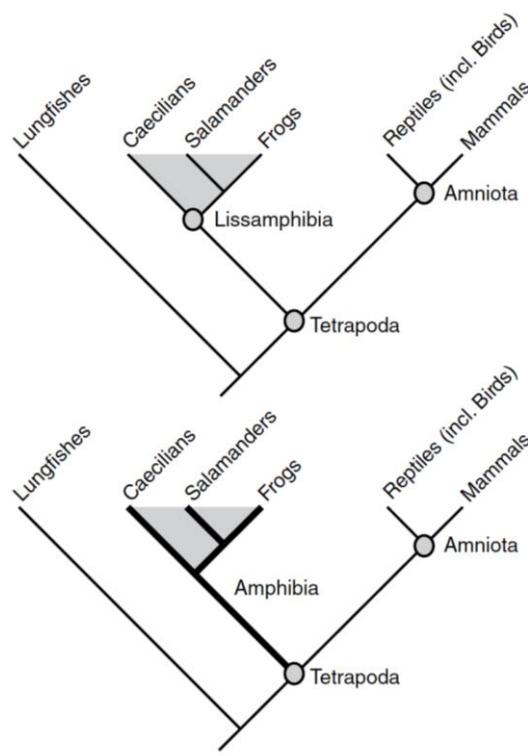 Lungfishes
Caecilians
Salamanders
Frogs
Reptiles (incl. Birds)
Mammals
Amniota
Lissamphibia
Tetrapoda
Lungfishes
Caecilians
Salamanders
Frogs
Reptiles (incl. Birds)
Mammals
Amniota
Amphibia
Tetrapoda